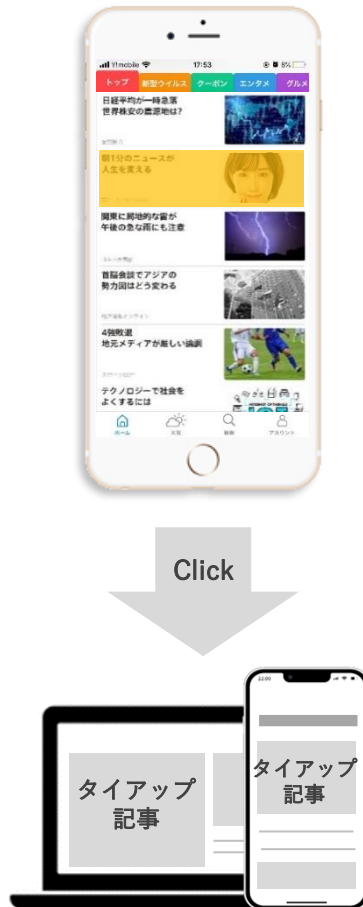 Y!mobile 17:53 8%
トップ 新型ウイルス クーポン エンタメ グルメ
日経平均が一時急落
世界株安の震源地は?
朝1分のニュースが
人生を変える
関東に局地的な雷が
午後の急な雨にも注意
首脳会談でアジアの
勢力図はどう変わる
4強敗退
地元メディアが厳しい論調
テクノロジーで社会を
よくするには
ホーム 天気 検索 アカウント
Click
タイアップ
記事
タイアップ
記事